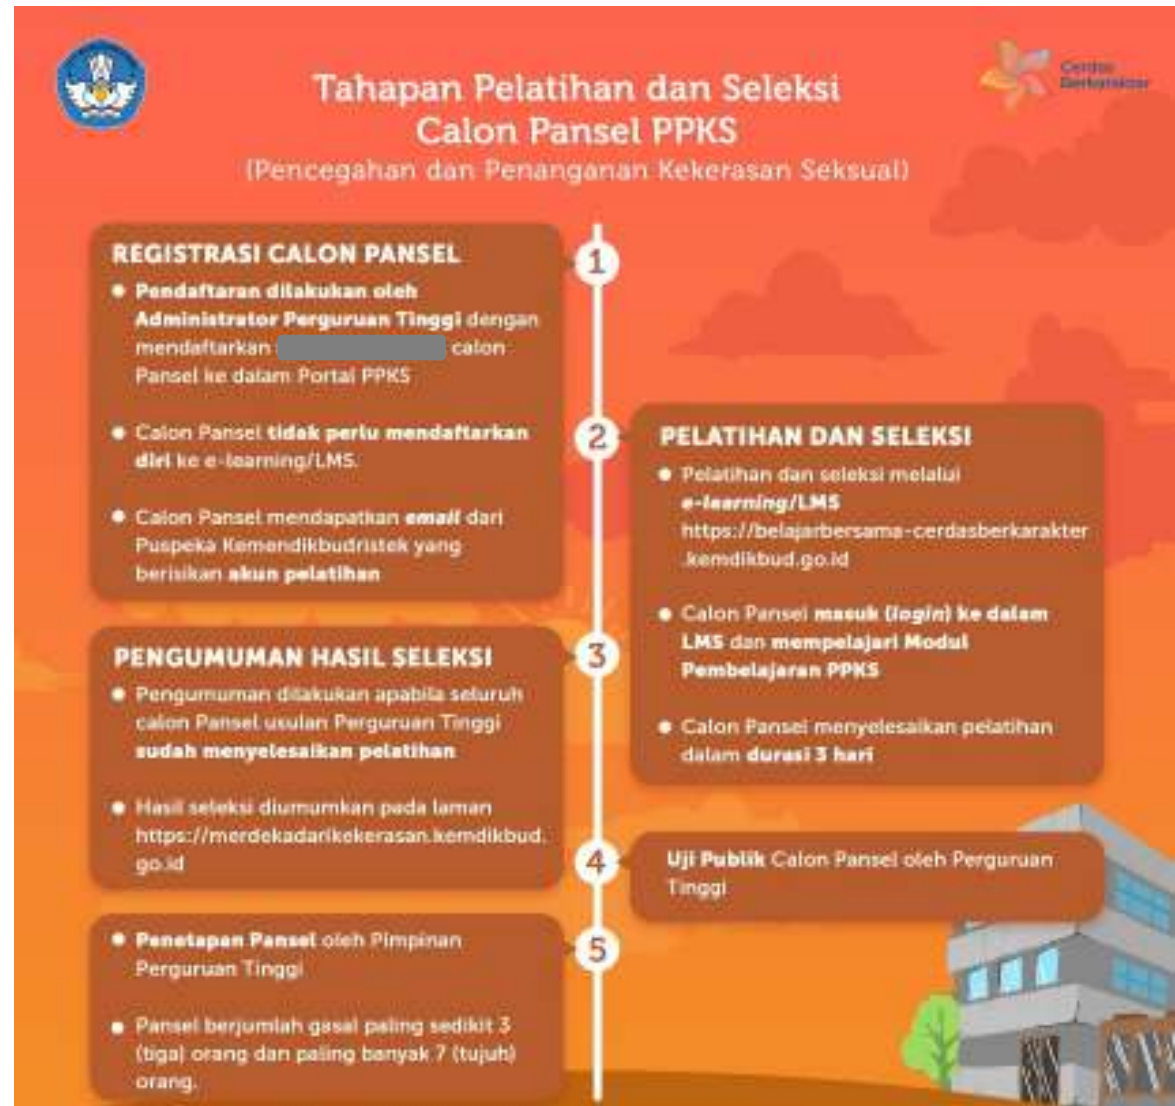 Tahapan Pelatihan dan Seleksi
Calon Pansel PPKS
(Pencegahan dan Penanganan Kekerasan Seksual)
Cerdas
Berkarakter
1
REGISTRASI CALON PANSEL
Pendaftaran dilakukan oleh
Administrator Perguruan Tinggi dengan
mendaftarkan calon
Pansel ke dalam Portal PPKS
Calon Pansel tidak perlu mendaftarkan
diri ke e-learning/LMS.
Calon Pansel mendapatkan email dari
Puspeka Kemendikbudristek yang
berisikan akun pelatihan
2
PELATIHAN DAN SELEKSI
Pelatihan dan seleksi melalui
e-learning/LMS
https://belajarbersama-cerdasberkarakter
.kemdikbud.go.id
Calon Pansel masuk (login) ke dalam
LMS dan mempelajari Modul
Pembelajaran PPKS
Calon Pansel menyelesaikan pelatihan
dalam durasi 3 hari
3
PENGUMUMAN HASIL SELEKSI
Pengumuman dilakukan apabila seluruh
calon Pansel usulan Perguruan Tinggi
sudah menyelesaikan pelatihan
Hasil seleksi diumumkan pada laman
https://merdekadarikekerasan.kemdikbud.
go.id
4
Uji Publik Calon Pansel oleh Perguruan
Tinggi
5
Penetapan Pansel oleh Pimpinan
Perguruan Tinggi
Pansel berjumlah gasal paling sedikit 3
(tiga) orang dan paling banyak 7 (tujuh)
orang.